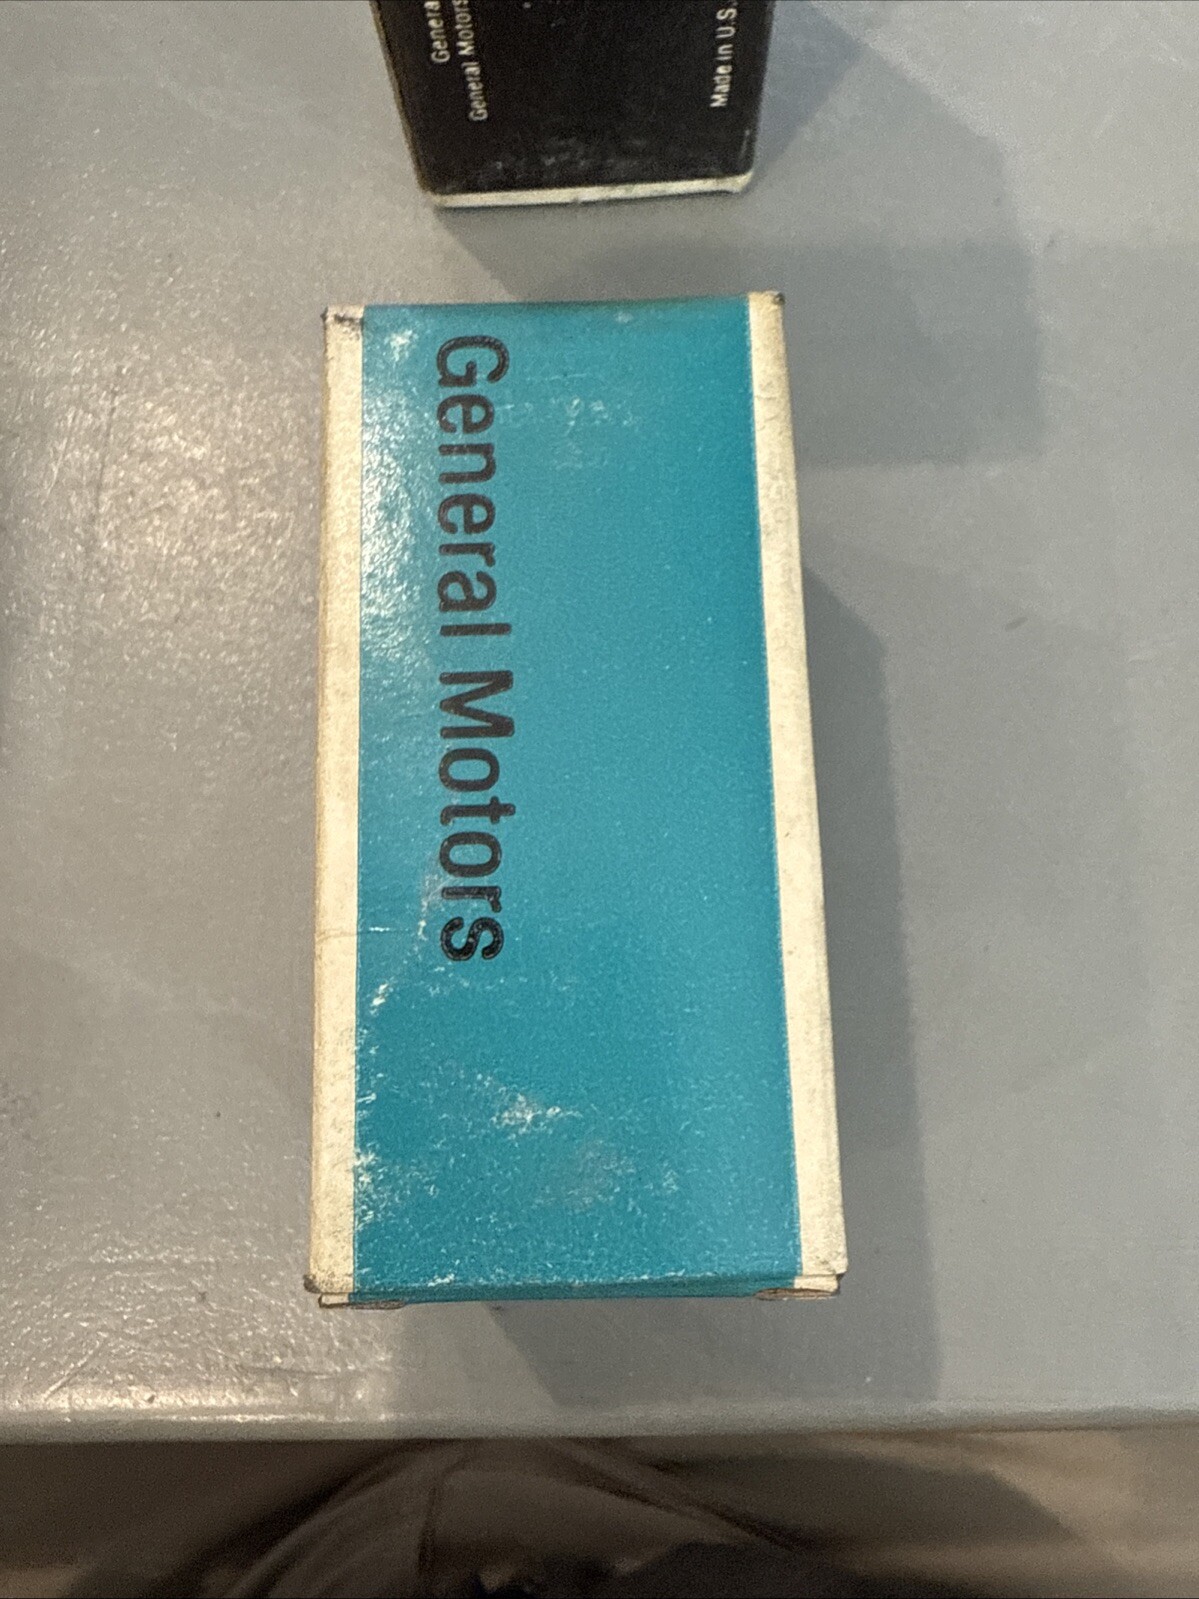 General
General Motors
Made in U.S.
General Motors